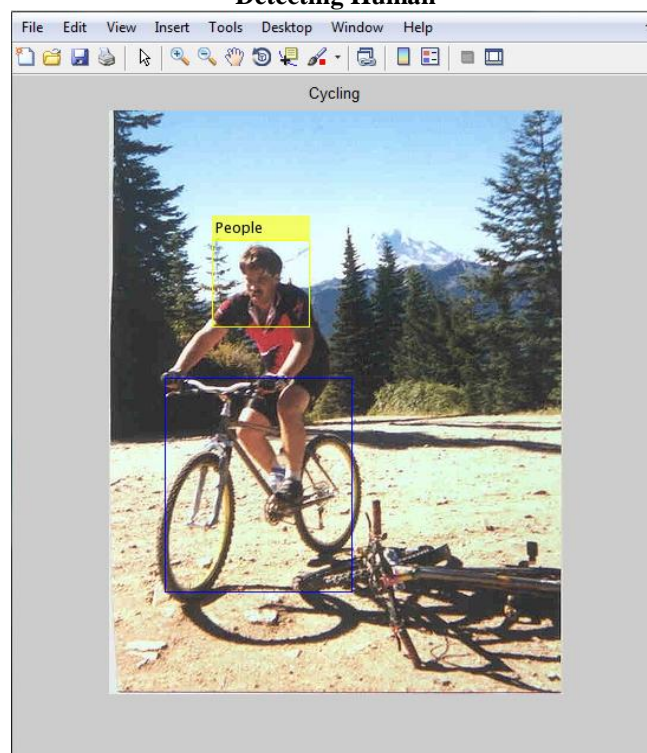 Detecting Human
File Edit View Insert Tools Desktop Window Help
Cycling
People